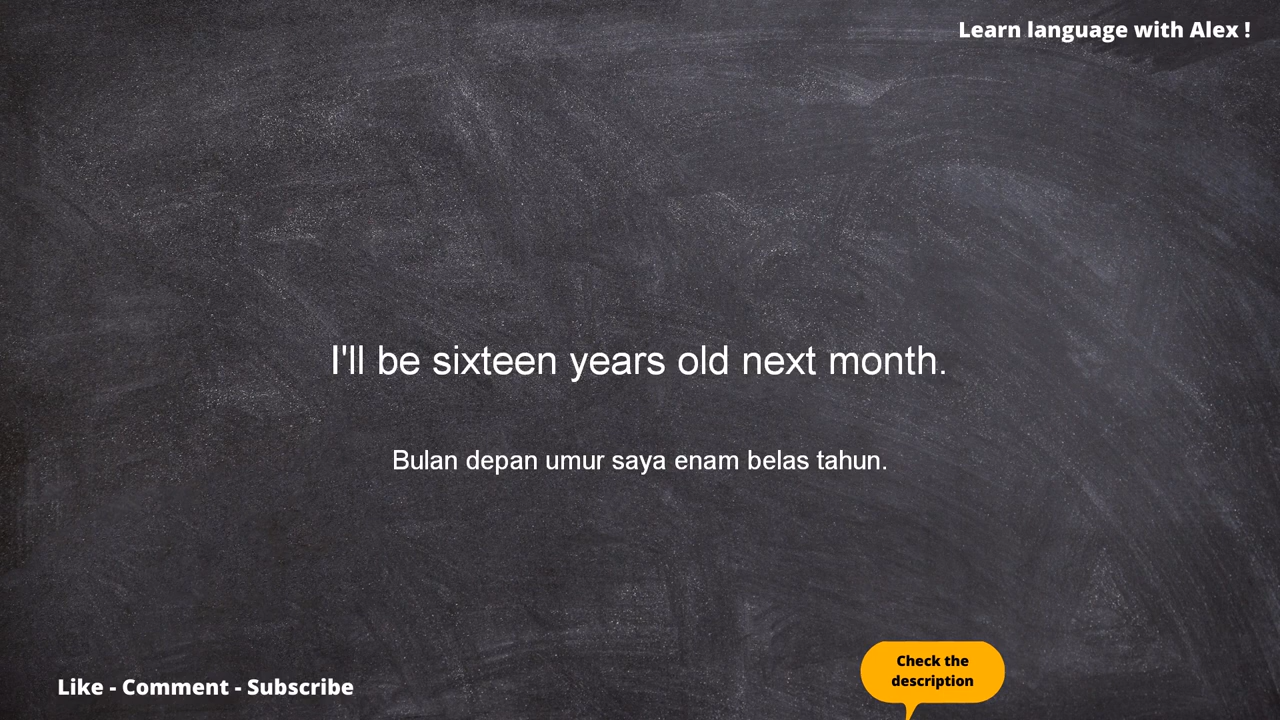 Learn language with Alex !
I'll be sixteen years old next month.
Bulan depan umur saya enam belas tahun.
Check the
description
Like - Comment - Subscribe